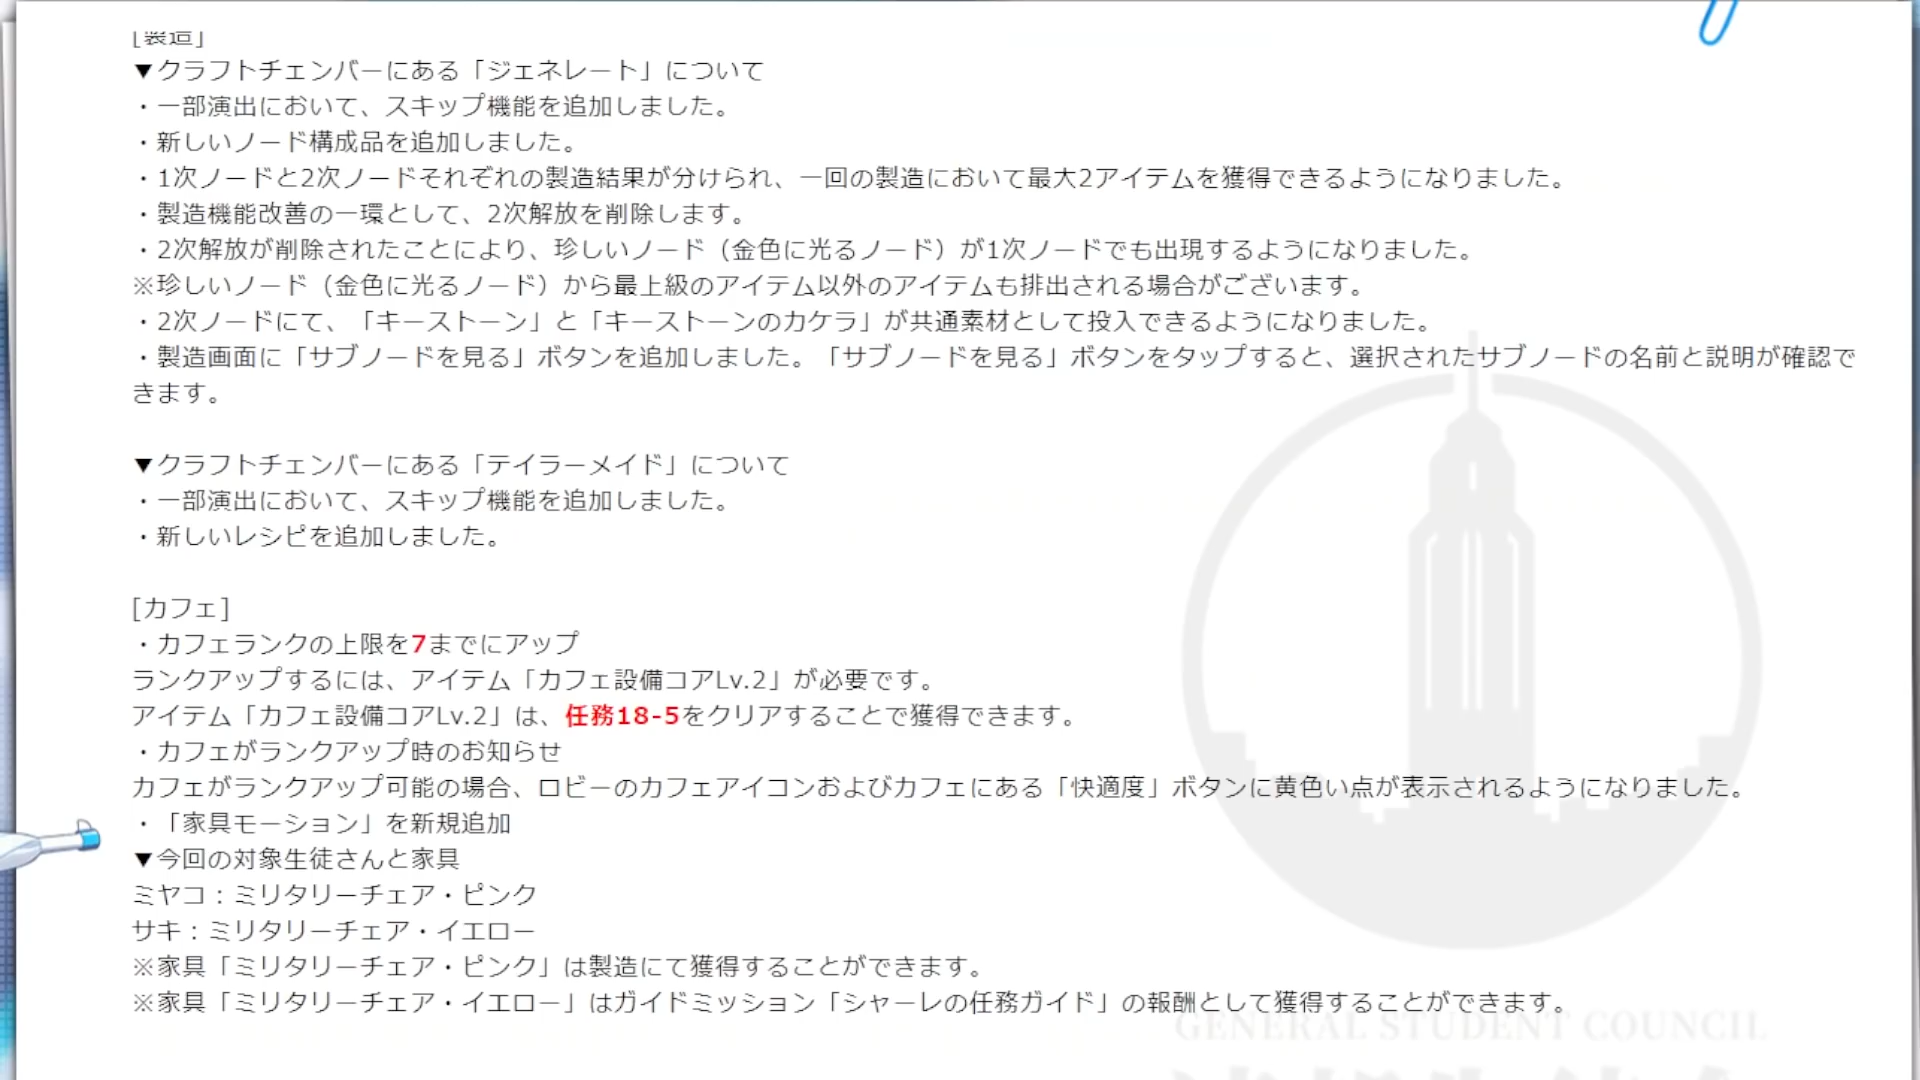 [製造]
▼クラフトチェンバーにある「ジェネレート」について
・一部演出において、スキップ機能を追加しました。
・新しいノード構成品を追加しました。
・1次ノードと2次ノードそれぞれの製造結果が分けられ、一回の製造において最大2アイテムを獲得できるようになりました。
・製造機能改善の一環として、2次解放を削除します。
・2次解放が削除されたことにより、珍しいノード（金色に光るノード）が1次ノードでも出現するようになりました。
※珍しいノード（金色に光るノード）から最上級のアイテム以外のアイテムも排出される場合がございます。
・2次ノードにて、「キーストーン」と「キーストーンのカケラ」が共通素材として投入できるようになりました。
・製造画面に「サブノードを見る」ボタンを追加しました。「サブノードを見る」ボタンをタップすると、選択されたサブノードの名前と説明が確認で
きます。
▼クラフトチェンバーにある「テイラーメイド」について
・一部演出において、スキップ機能を追加しました。
・新しいレシピを追加しました。
[カフェ]
・カフェランクの上限を7までにアップ
ランクアップするには、アイテム「カフェ設備コアLv.2」が必要です。
アイテム「カフェ設備コアLv.2」は、任務18-5をクリアすることで獲得できます。
・カフェがランクアップ時のお知らせ
カフェがランクアップ可能の場合、ロビーのカフェアイコンおよびカフェにある「快適度」ボタンに黄色い点が表示されるようになりました。
・「家具モーション」を新規追加
▼今回の対象生徒さんと家具
ミヤコ：ミリタリーチェア・ピンク
サキ：ミリタリーチェア・イエロー
※家具「ミリタリーチェア・ピンク」は製造にて獲得することができます。
※家具「ミリタリーチェア・イエロー」はガイドミッション「シャーレの任務ガイド」の報酬として獲得することができます。
GENERAL STUDENT COUNCIL